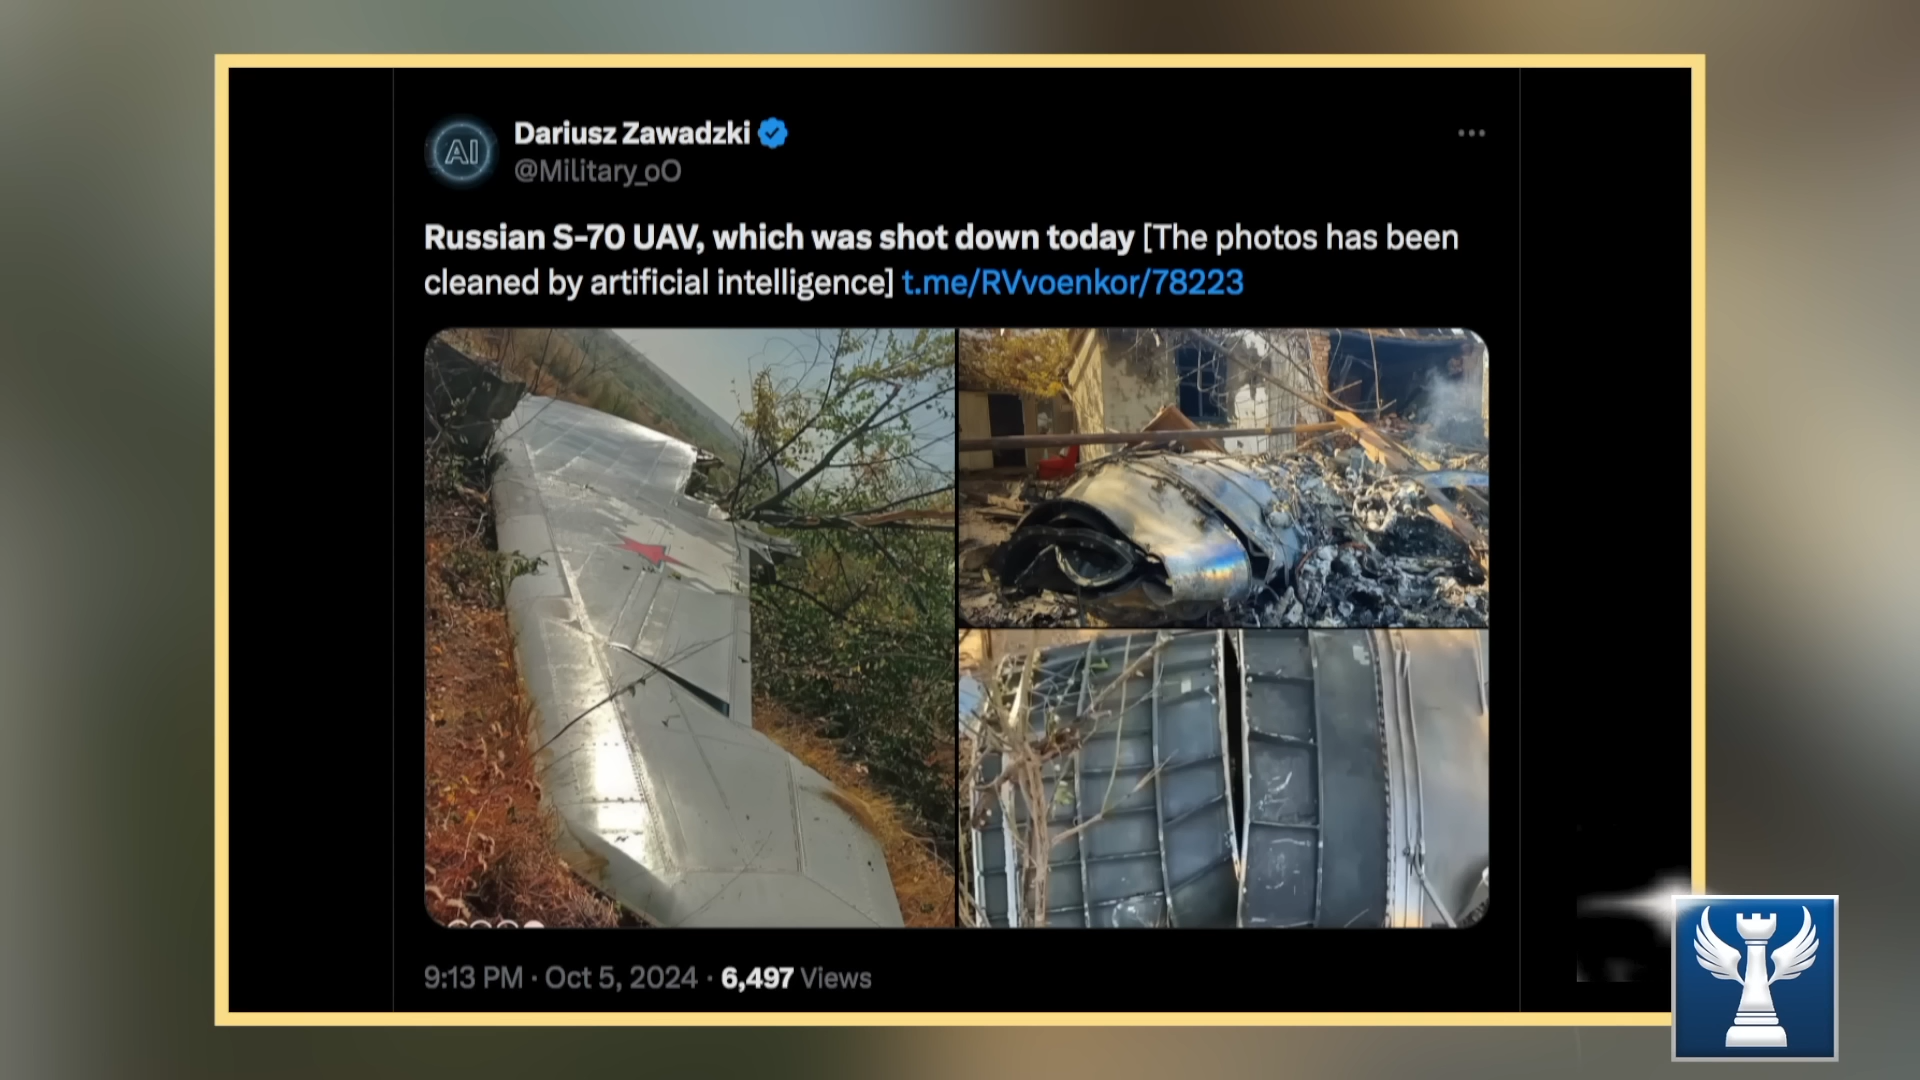 AI
Dariusz Zawadzki
@Military_oO
Russian S-70 UAV, which was shot down today [The photos has been
cleaned by artificial intelligence] t.me/RVvoenkor/78223
9:13 PM · Oct 5, 2024 · 6,497 Views